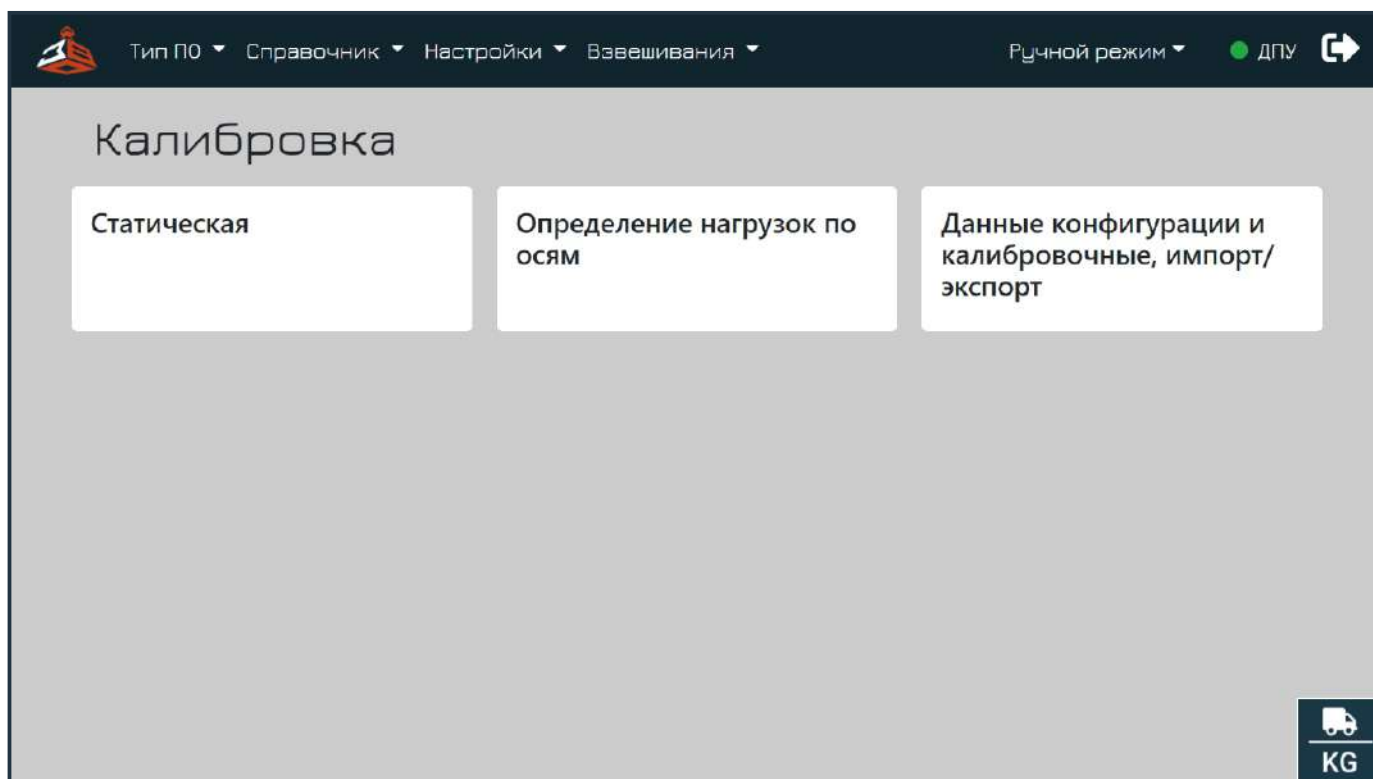 Тип ПО Справочник Настройки Взвешивания Ручной режим ДПУ
Калибровка
Статическая
Определение нагрузок по
осям
Данные конфигурации и
калибровочные, импорт/
экспорт
KG